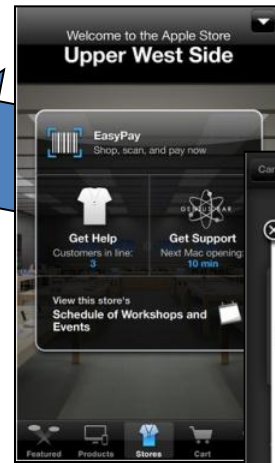 Welcome to the Apple Store
Upper West Side
EasyPay
Shop, scan, and pay now
GENIUS BAR
Get Help
Customers in line:
3
Get Support
Next Mac opening:
10 min
View this store's
Schedule of Workshops and
Events
Featured
Products
Stores
Cart